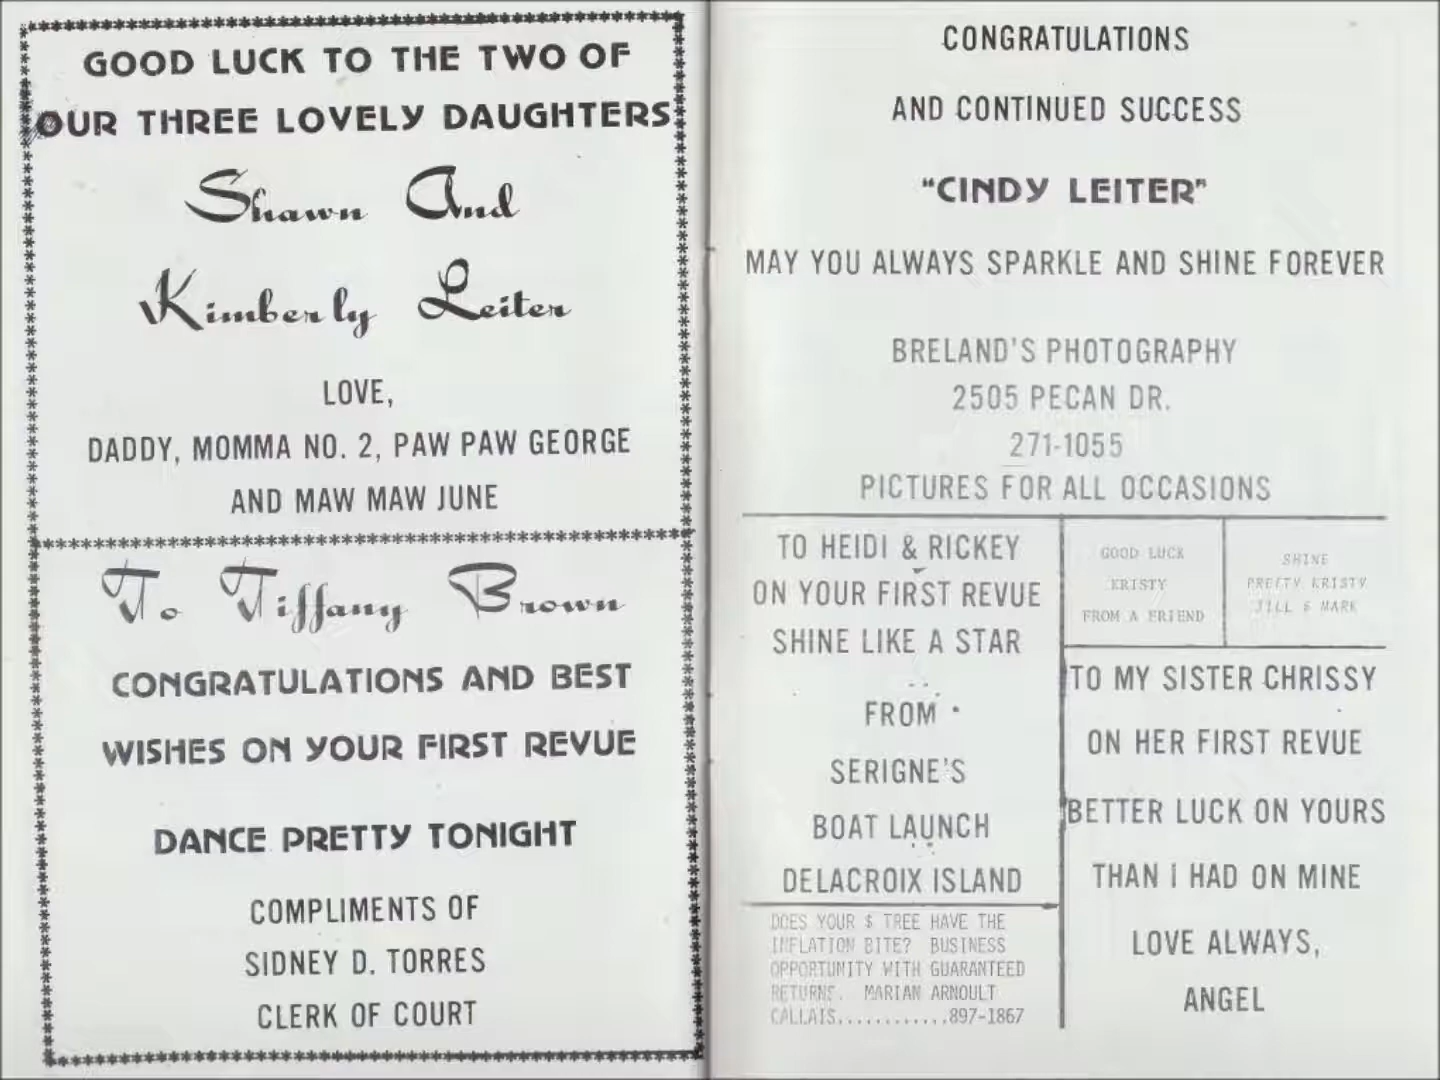 GOOD LUCK TO THE TWO OF
OUR THREE LOVELY DAUGHTERS
Shawn And
Kimberly Leiter
LOVE,
DADDY, MOMMA NO. 2, PAW PAW GEORGE
AND MAW MAW JUNE
To Tiffany Brown
CONGRATULATIONS AND BEST
WISHES ON YOUR FIRST REVUE
DANCE PRETTY TONIGHT
COMPLIMENTS OF
SIDNEY D. TORRES
CLERK OF COURT
CONGRATULATIONS
AND CONTINUED SUCCESS
"CINDY LEITER"
MAY YOU ALWAYS SPARKLE AND SHINE FOREVER
BRELAND'S PHOTOGRAPHY
2505 PECAN DR.
271-1055
PICTURES FOR ALL OCCASIONS
TO HEIDI & RICKEY
ON YOUR FIRST REVUE
SHINE LIKE A STAR
FROM
SERIGNE'S
BOAT LAUNCH
DELACROIX ISLAND
DOES YOUR $ TREE HAVE THE
INFLATION BITE? BUSINESS
OPPORTUNITY WITH GUARANTEED
RETURNS. MARIAN ARNOULT
CALLAIS............897-1867
GOOD LUCK
KRISTY
FROM A FRIEND
SHINE
PRETTY KRISTY
JILL & MARK
TO MY SISTER CHRISSY
ON HER FIRST REVUE
BETTER LUCK ON YOURS
THAN I HAD ON MINE
LOVE ALWAYS,
ANGEL